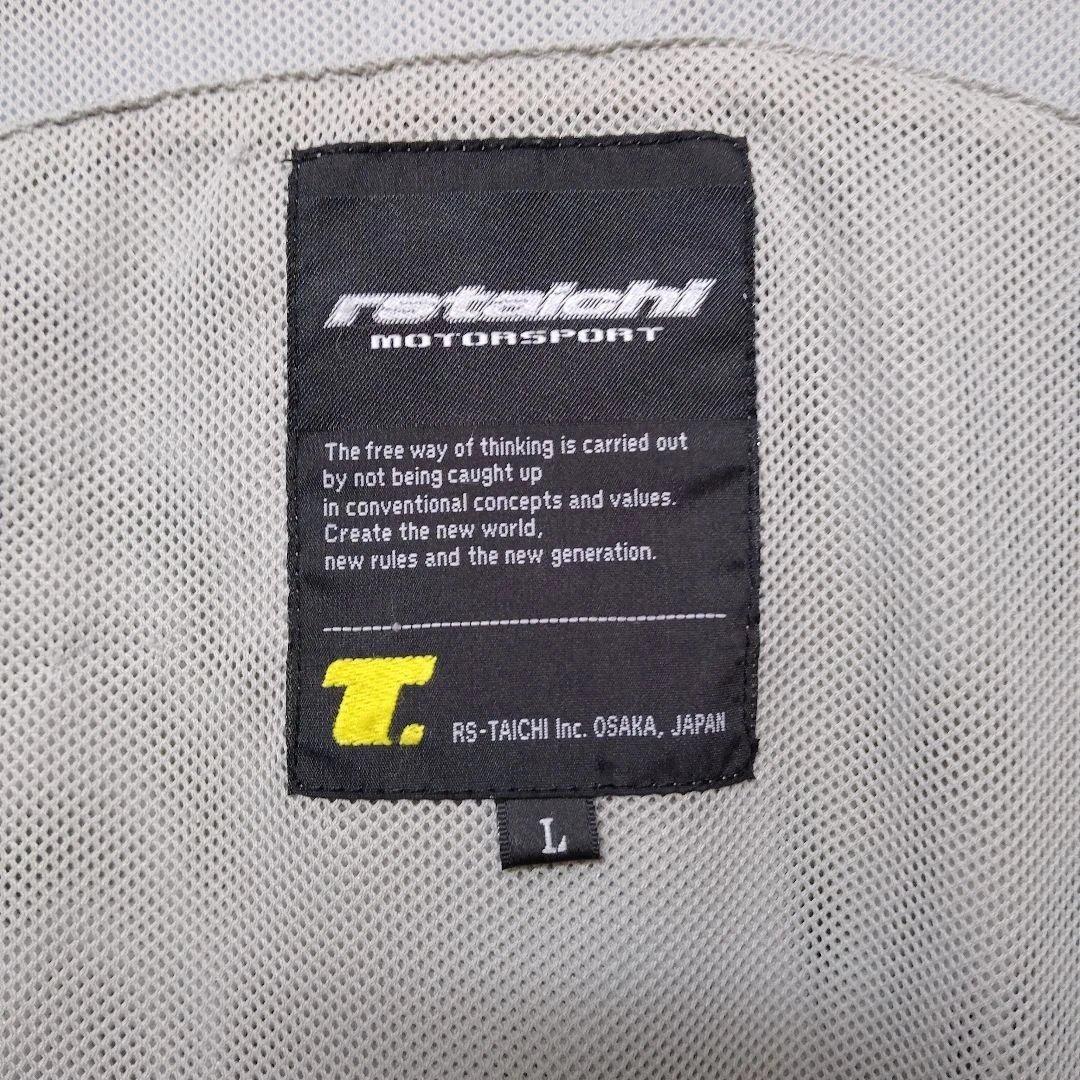 rstaichi
MOTORSPORT
The free way of thinking is carried out
by not being caught up
in conventional concepts and values.
Create the new world,
new rules and the new generation.
T.
RS-TAICHI Inc. OSAKA, JAPAN
L